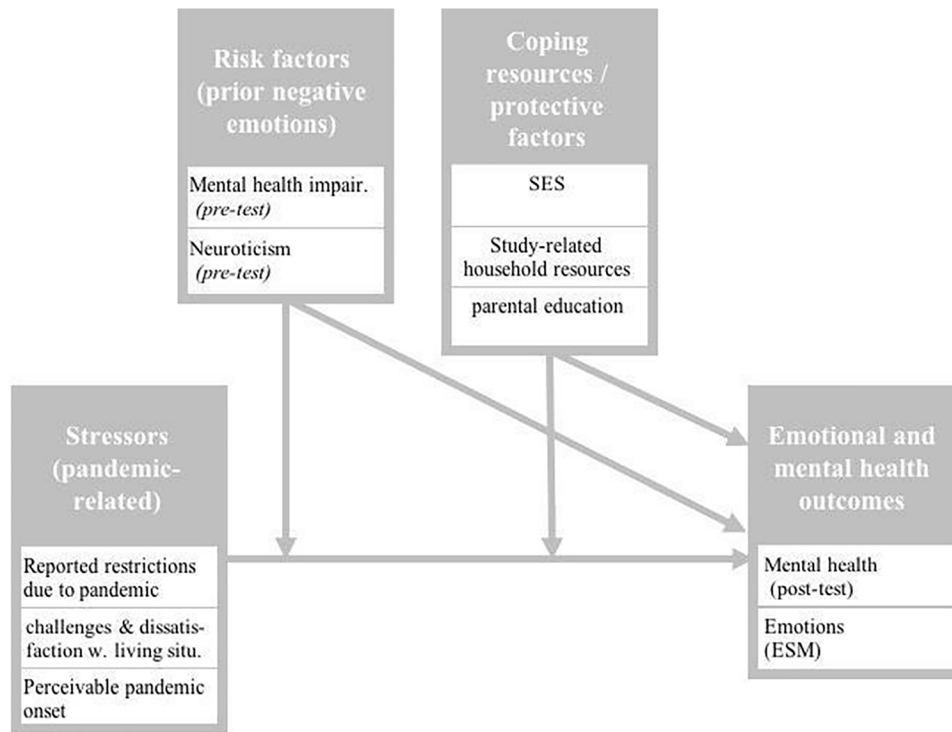 Risk factors
(prior negative
emotions)
Mental health impair.
(pre-test)
Neuroticism
(pre-test)
Coping
resources /
protective
factors
SES
Study-related
household resources
parental education
Stressors
(pandemic-
related)
Reported restrictions
due to pandemic
challenges & dissatis-
faction w. living situ.
Perceivable pandemic
onset
Emotional and
mental health
outcomes
Mental health
(post-test)
Emotions
(ESM)